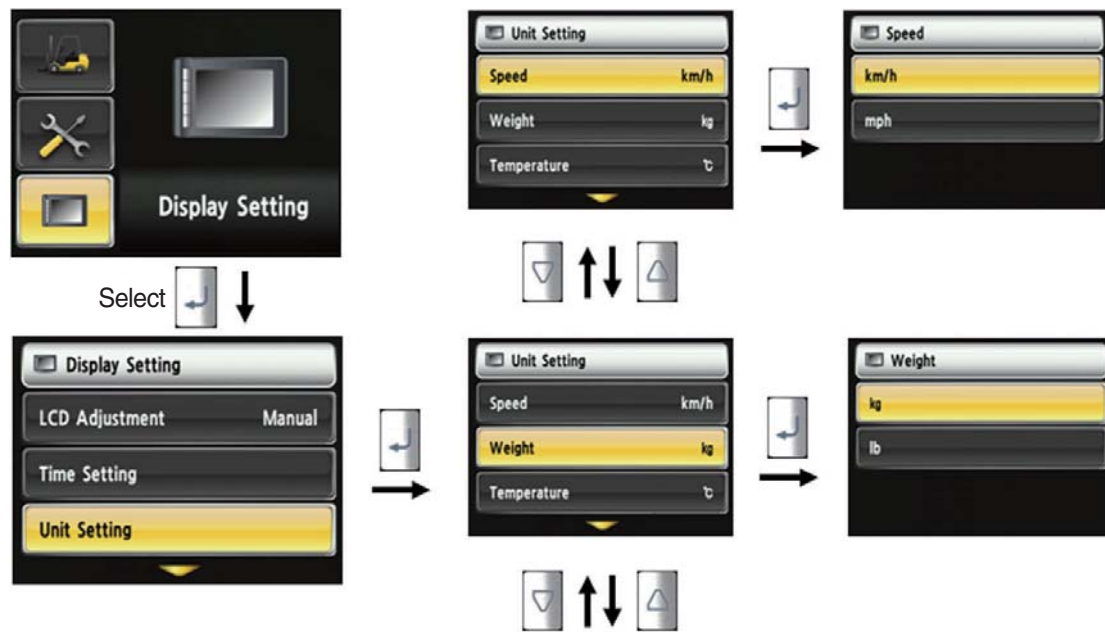 Display Setting
Select
Display Setting
LCD Adjustment Manual
Time Setting
Unit Setting
Unit Setting
Speed km/h
Weight kg
Temperature ℃
Speed
km/h
mph
Unit Setting
Speed km/h
Weight kg
Temperature ℃
Weight
kg
lb